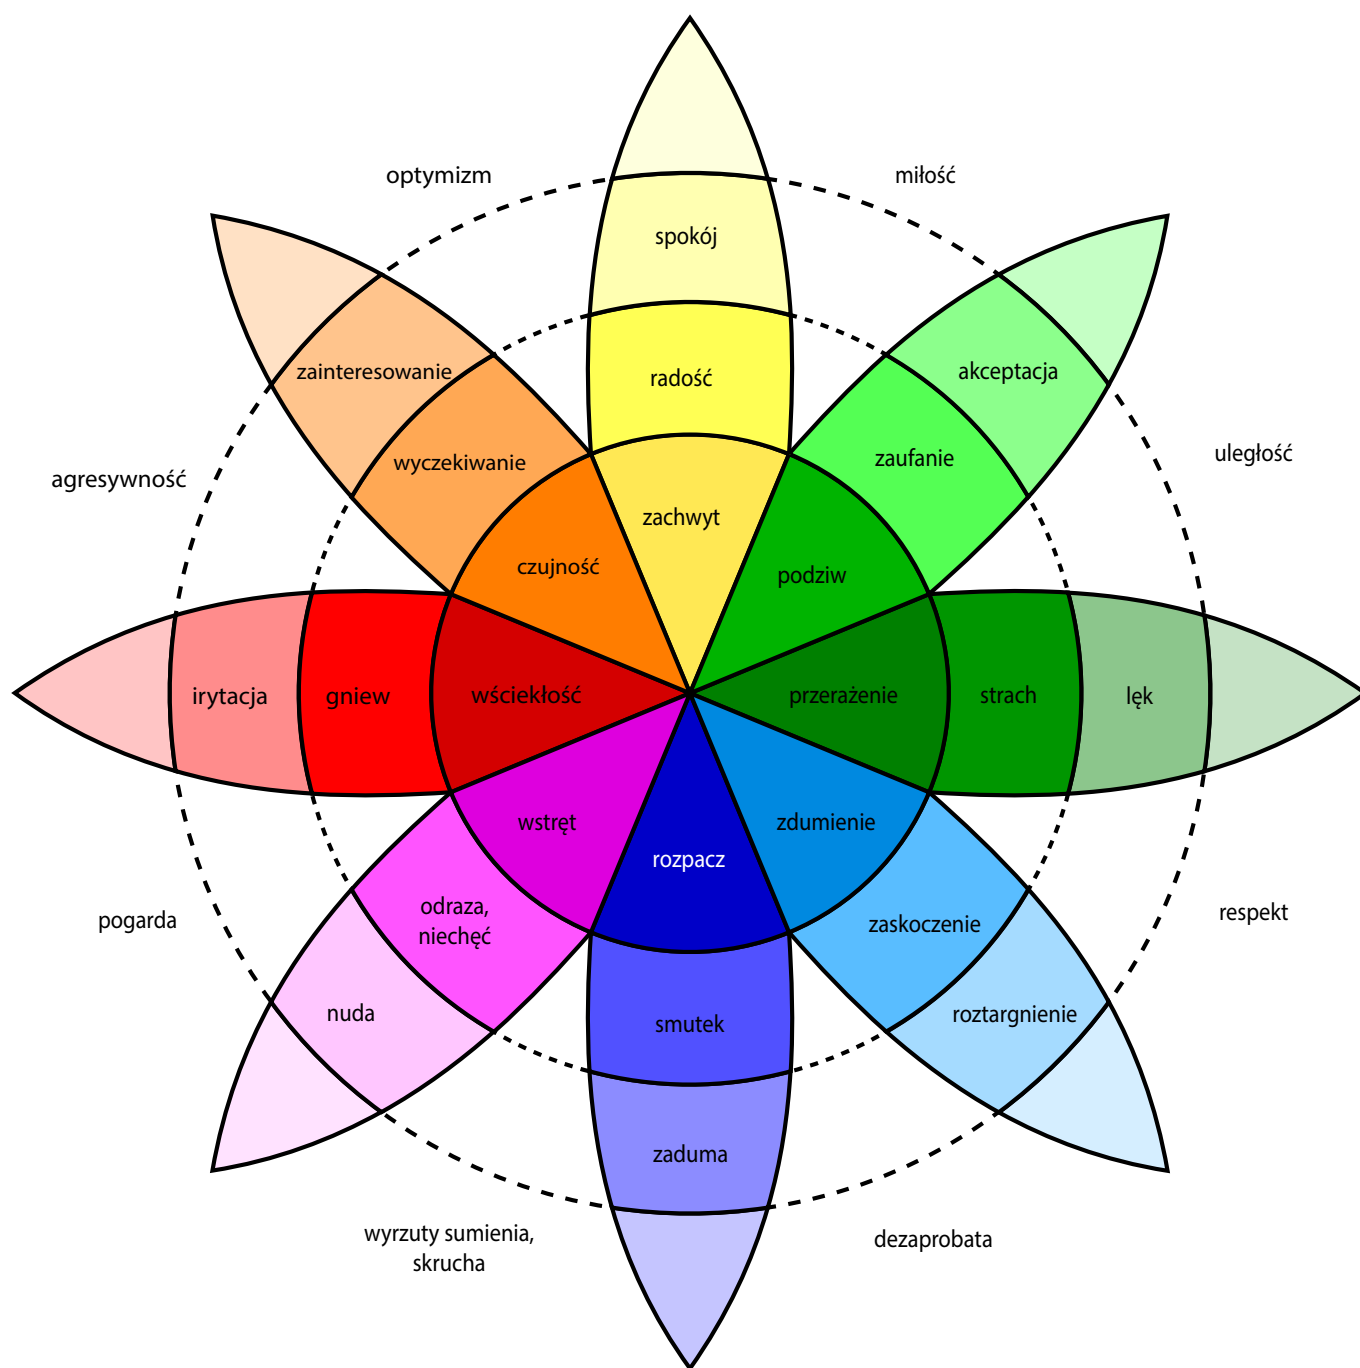 optymizm
miłość
spokój
zainteresowanie
akceptacja
radość
wyczekiwanie
zaufanie
uległość
agresywność
zachwyt
czujność
podziw
irytacja
gniew
wściekłość
przerażenie
strach
lęk
wstręt
zdumienie
rozpacz
pogarda
odraza,
niechęć
zaskoczenie
respekt
nuda
smutek
roztargnienie
zaduma
wyrzuty sumienia,
skrucha
dezaprobata